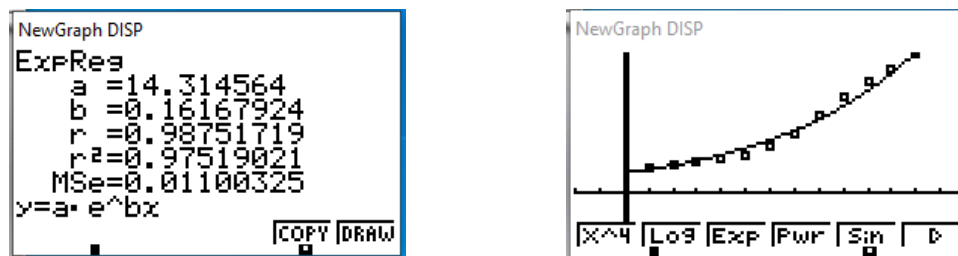 NewGraph DISP
ExpReg
a =14.314564
b =0.16167924
r =0.98751719
r²=0.97519021
MSe=0.01100325
y=a·e^bx
COPY DRAW
NewGraph DISP
X^4 Log Exp Pwr Sin ▷